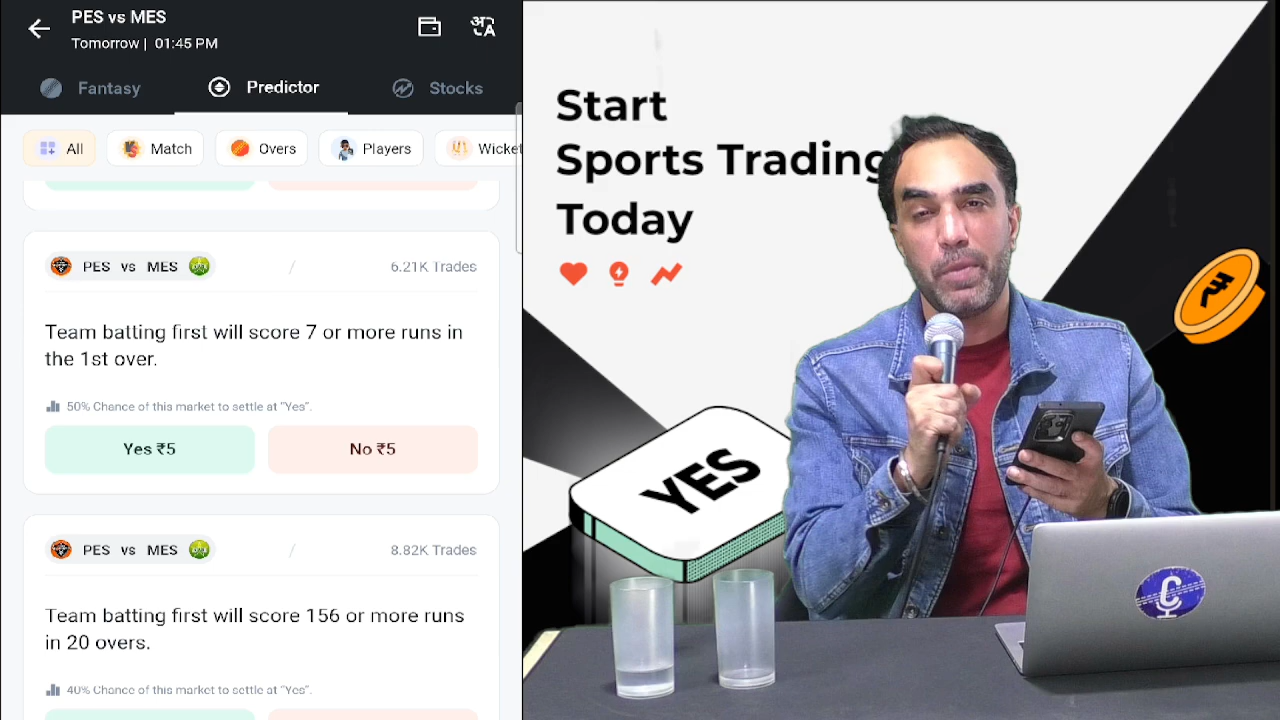 PES vs MES
Tomorrow | 01:45 PM
अ A
Fantasy
Predictor
Stocks
All
Match
Overs
Players
Wicket
PES vs MES
/
6.21K Trades
Team batting first will score 7 or more runs in
the 1st over.
50% Chance of this market to settle at “Yes”.
Yes ₹5
No ₹5
PES vs MES
/
8.82K Trades
Team batting first will score 156 or more runs
in 20 overs.
40% Chance of this market to settle at “Yes”.
Start
Sports Trading
Today
₹
YES
C